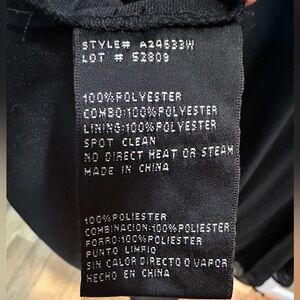 STYLE# A24633W
LOT # 52809
100%POLYESTER
COMBO:100%POLYESTER
LINING:100%POLYESTER
SPOT CLEAN
NO DIRECT HEAT OR STEAM
MADE IN CHINA
100%POLIESTER
COMBINACION:100%POLIESTER
FORRO:100%POLIESTER
PUNTO LIMPIO
SIN CALOR DIRECTO O VAPOR
HECHO EN CHINA